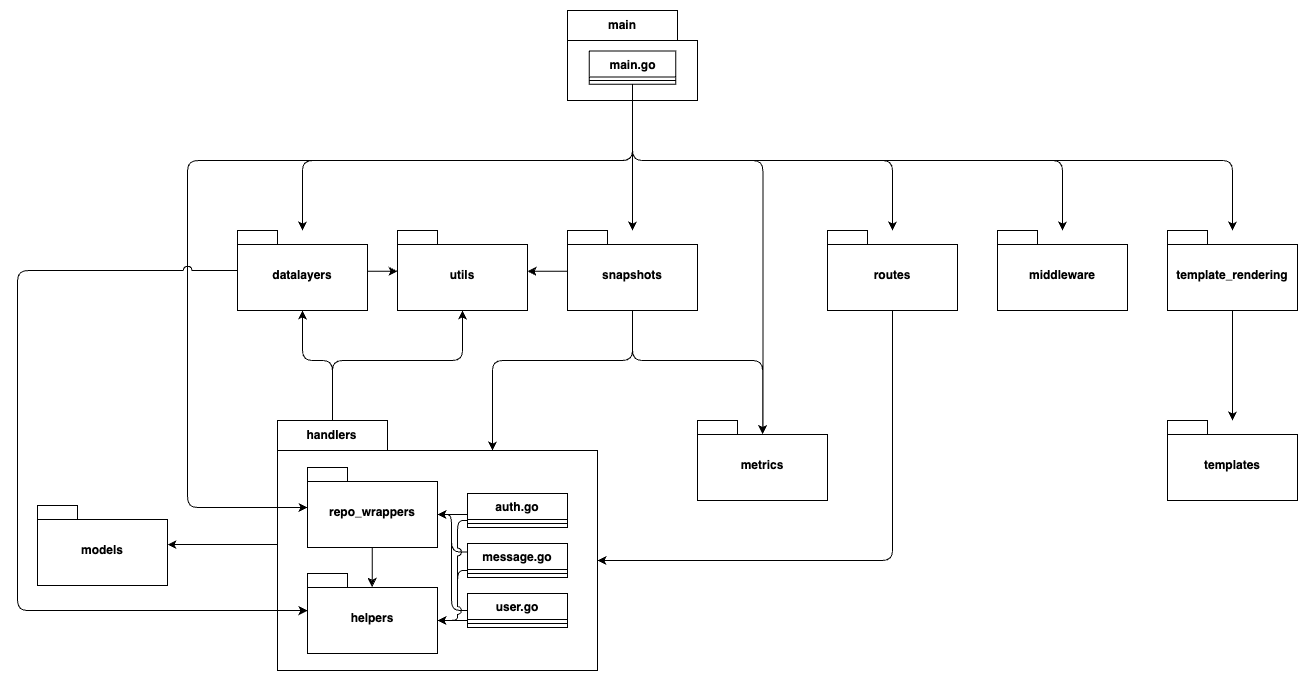 main
main.go
datalayers
utils
snapshots
routes
middleware
template_rendering
handlers
metrics
templates
repo_wrappers
auth.go
models
message.go
helpers
user.go